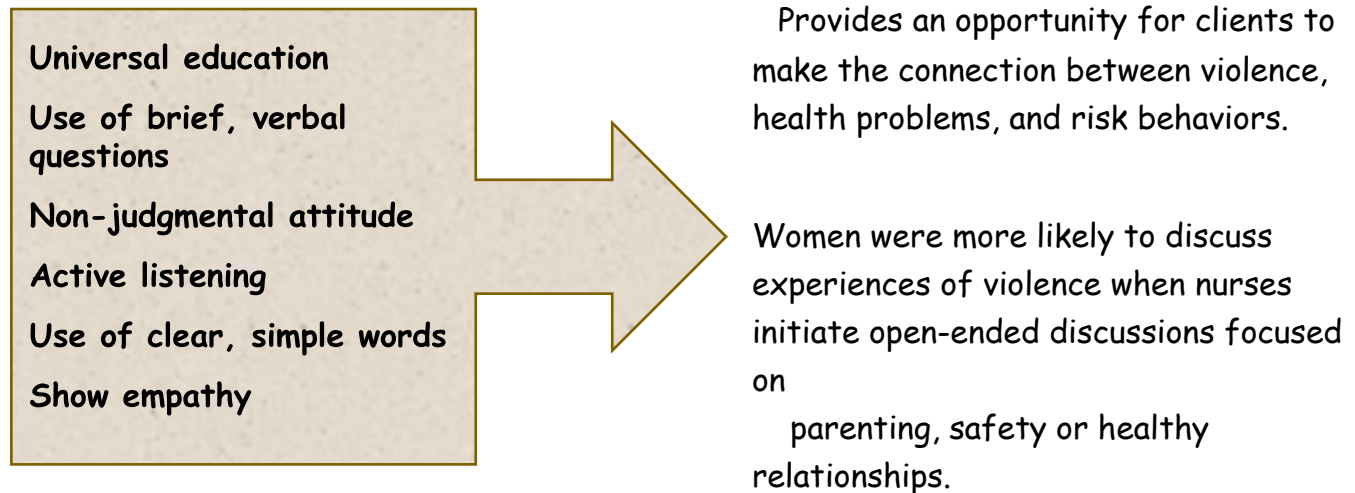 Universal education
Use of brief, verbal
questions
Non-judgmental attitude
Active listening
Use of clear, simple words
Show empathy
Provides an opportunity for clients to
make the connection between violence,
health problems, and risk behaviors.
Women were more likely to discuss
experiences of violence when nurses
initiate open-ended discussions focused
on
parenting, safety or healthy
relationships.